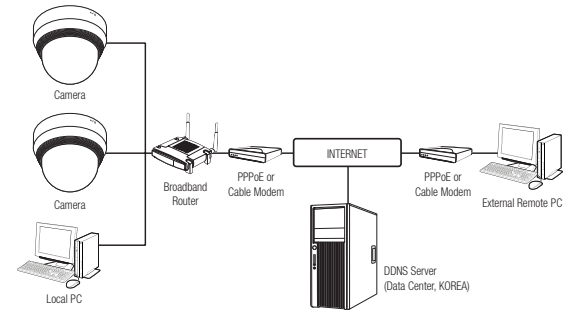 Camera
Camera
Local PC
Broadband
Router
PPPoE or
Cable Modem
INTERNET
PPPoE or
Cable Modem
External Remote PC
DDNS Server
(Data Center, KOREA)